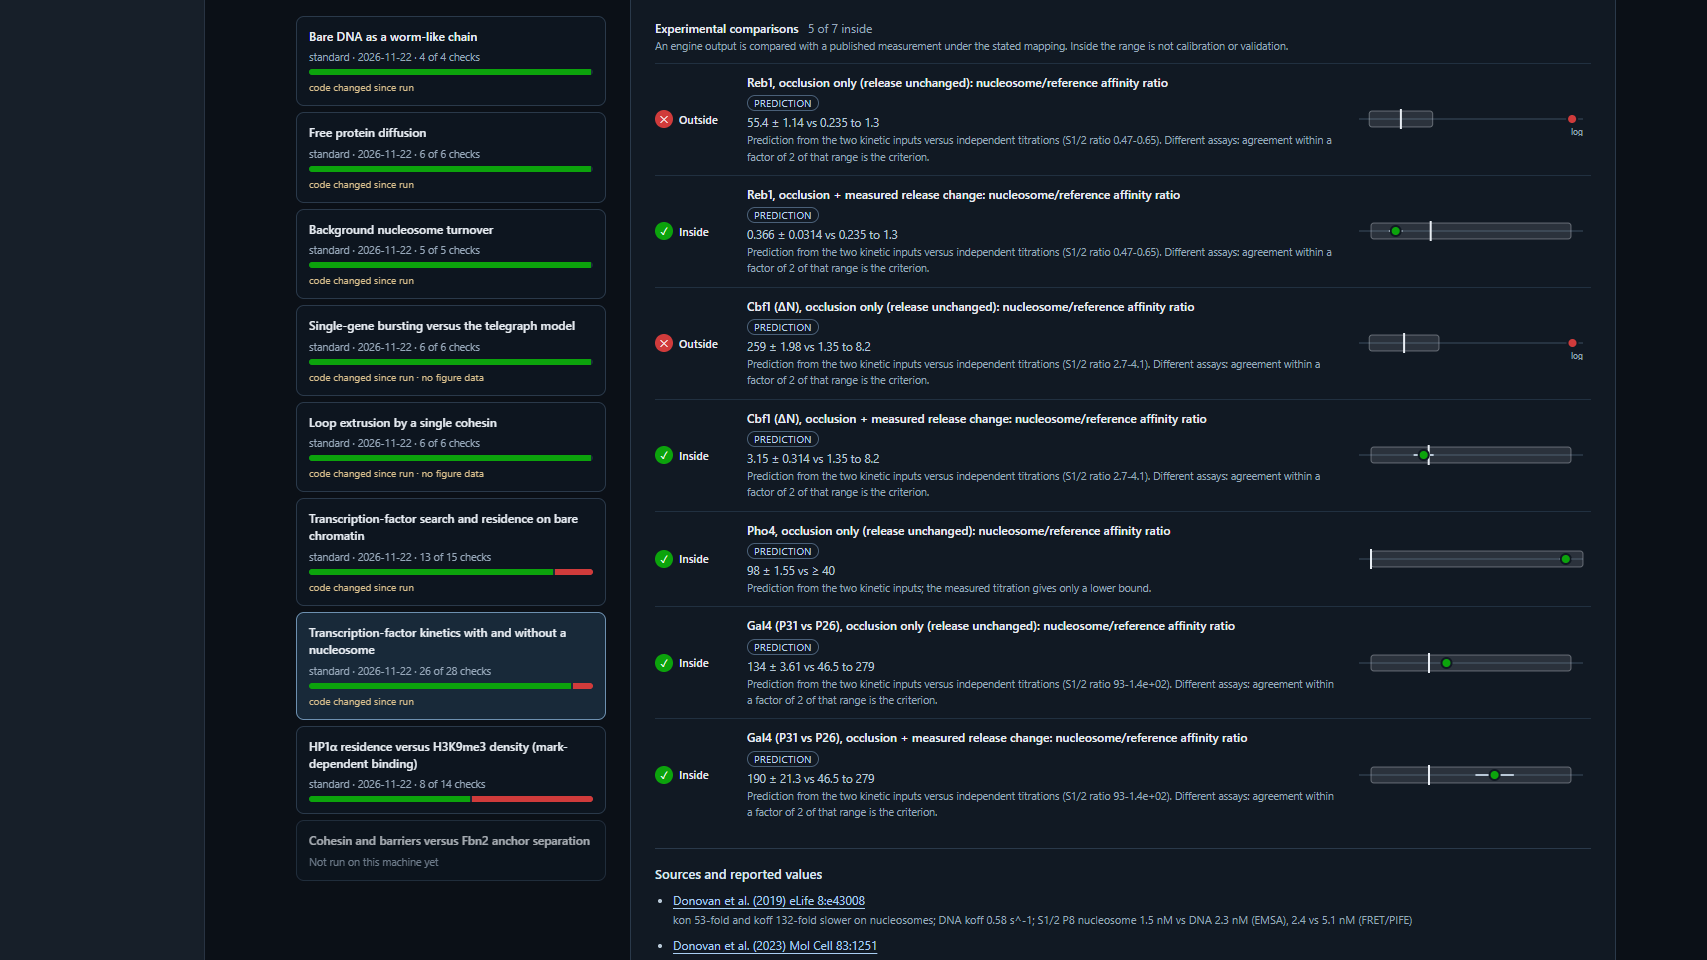 Bare DNA as a worm-like chain
standard · 2026-11-22 · 4 of 4 checks
code changed since run
Free protein diffusion
standard · 2026-11-22 · 6 of 6 checks
code changed since run
Background nucleosome turnover
standard · 2026-11-22 · 5 of 5 checks
code changed since run
Single-gene bursting versus the telegraph model
standard · 2026-11-22 · 6 of 6 checks
code changed since run · no figure data
Loop extrusion by a single cohesin
standard · 2026-11-22 · 6 of 6 checks
code changed since run · no figure data
Transcription-factor search and residence on bare
chromatin
standard · 2026-11-22 · 13 of 15 checks
code changed since run
Transcription-factor kinetics with and without a
nucleosome
standard · 2026-11-22 · 26 of 28 checks
code changed since run
HP1α residence versus H3K9me3 density (mark-
dependent binding)
standard · 2026-11-22 · 8 of 14 checks
Cohesin and barriers versus Fbn2 anchor separation
Not run on this machine yet
Experimental comparisons 5 of 7 inside
An engine output is compared with a published measurement under the stated mapping. Inside the range is not calibration or validation.
Outside
Reb1, occlusion only (release unchanged): nucleosome/reference affinity ratio
PREDICTION
55.4 ± 1.14 vs 0.235 to 1.3
Prediction from the two kinetic inputs versus independent titrations (S1/2 ratio 0.47-0.65). Different assays: agreement within a
factor of 2 of that range is the criterion.
log
Inside
Reb1, occlusion + measured release change: nucleosome/reference affinity ratio
PREDICTION
0.366 ± 0.0314 vs 0.235 to 1.3
Prediction from the two kinetic inputs versus independent titrations (S1/2 ratio 0.47-0.65). Different assays: agreement within a
factor of 2 of that range is the criterion.
Outside
Cbf1 (ΔN), occlusion only (release unchanged): nucleosome/reference affinity ratio
PREDICTION
259 ± 1.98 vs 1.35 to 8.2
Prediction from the two kinetic inputs versus independent titrations (S1/2 ratio 2.7-4.1). Different assays: agreement within a
factor of 2 of that range is the criterion.
log
Inside
Cbf1 (ΔN), occlusion + measured release change: nucleosome/reference affinity ratio
PREDICTION
3.15 ± 0.314 vs 1.35 to 8.2
Prediction from the two kinetic inputs versus independent titrations (S1/2 ratio 2.7-4.1). Different assays: agreement within a
factor of 2 of that range is the criterion.
Inside
Pho4, occlusion only (release unchanged): nucleosome/reference affinity ratio
PREDICTION
98 ± 1.55 vs ≥ 40
Prediction from the two kinetic inputs; the measured titration gives only a lower bound.
Inside
Gal4 (P31 vs P26), occlusion only (release unchanged): nucleosome/reference affinity ratio
PREDICTION
134 ± 3.61 vs 46.5 to 279
Prediction from the two kinetic inputs versus independent titrations (S1/2 ratio 93-1.4e+02). Different assays: agreement within
a factor of 2 of that range is the criterion.
Inside
Gal4 (P31 vs P26), occlusion + measured release change: nucleosome/reference affinity ratio
PREDICTION
190 ± 21.3 vs 46.5 to 279
Prediction from the two kinetic inputs versus independent titrations (S1/2 ratio 93-1.4e+02). Different assays: agreement within
a factor of 2 of that range is the criterion.
Sources and reported values
• Donovan et al. (2019) eLife 8:e43008
kon 53-fold and koff 132-fold slower on nucleosomes; DNA koff 0.58 s^-1; S1/2 P8 nucleosome 1.5 nM vs DNA 2.3 nM (EMSA), 2.4 vs 5.1 nM (FRET/PIFE)
• Donovan et al. (2023) Mol Cell 83:1251